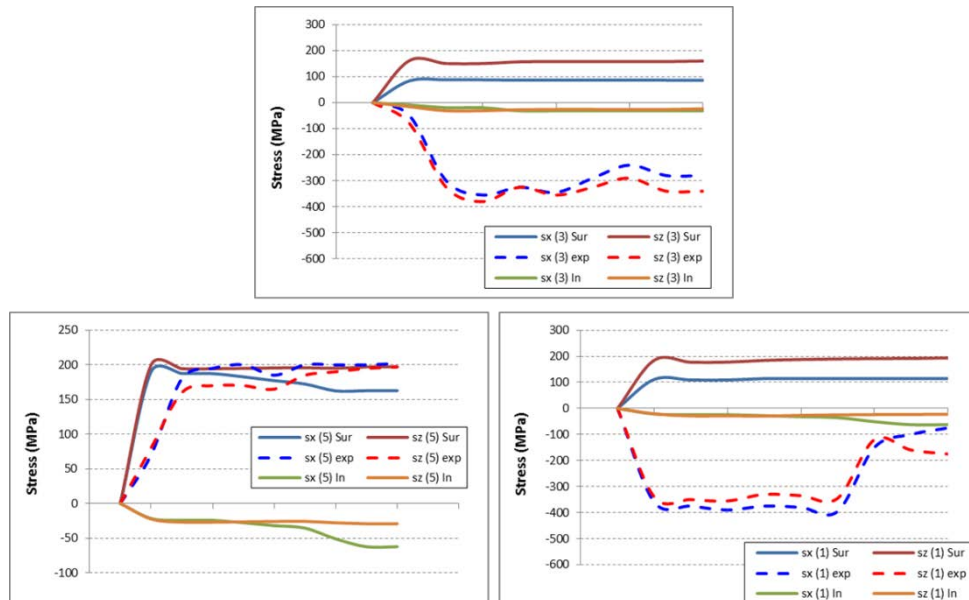 300
200
100
0
-100
-200
-300
-400
-500
-600
Stress (MPa)
sx (3) Sur sz (3) Sur
sx (3) exp sz (3) exp
sx (3) In sz (3) In
250
200
150
100
50
0
-50
-100
Stress (MPa)
sx (5) Sur sz (5) Sur
sx (5) exp sz (5) exp
sx (5) In sz (5) In
300
200
100
0
-100
-200
-300
-400
-500
-600
Stress (MPa)
sx (1) Sur sz (1) Sur
sx (1) exp sz (1) exp
sx (1) In sz (1) In